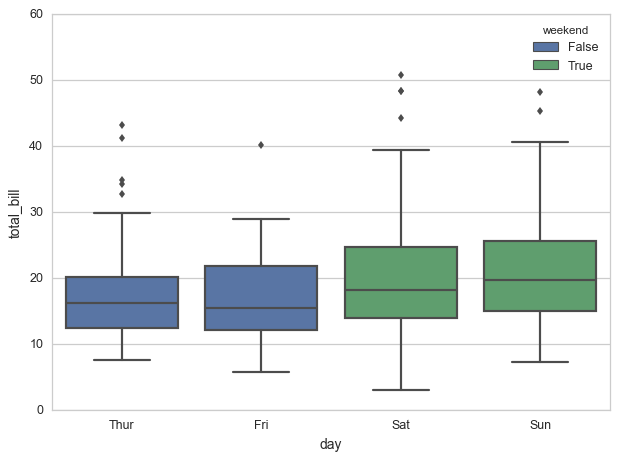 60
50
40
30
20
10
0
total_bill
weekend
False
True
Thur Fri Sat Sun
day